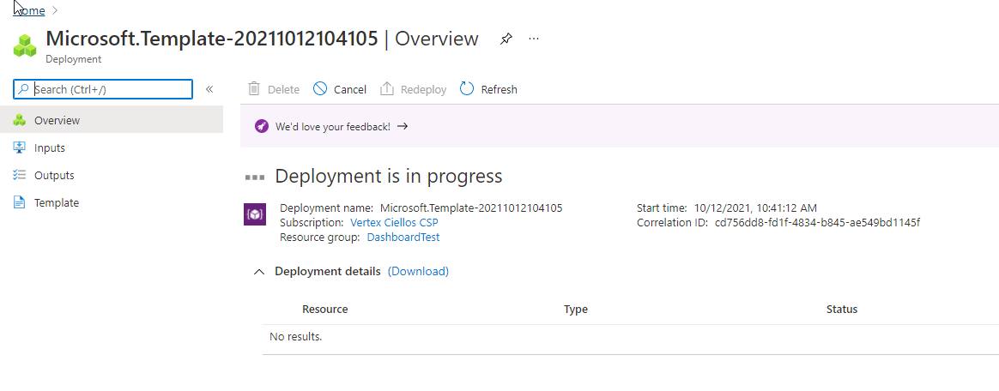 Home >
Microsoft.Template-20211012104105 | Overview ...
Deployment
Search (Ctrl+/) «
Delete Cancel Redeploy Refresh
Overview
Inputs
Outputs
Template
We'd love your feedback! →
Deployment is in progress
Deployment name: Microsoft.Template-20211012104105
Subscription: Vertex Ciellos CSP
Resource group: DashboardTest
Start time: 10/12/2021, 10:41:12 AM
Correlation ID: cd756dd8-fd1f-4834-b845-ae549bd1145f
Deployment details (Download)
Resource Type Status
No results.